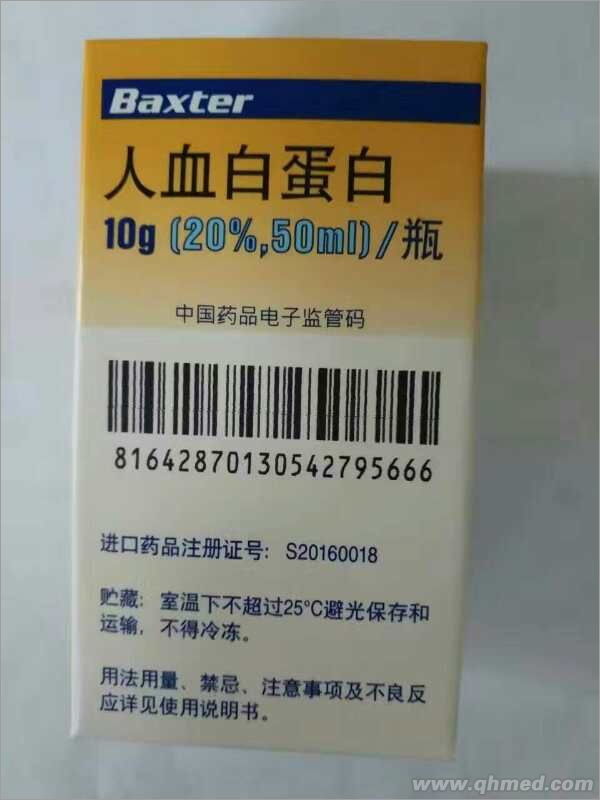 Baxter
人血白蛋白
10g (20%,50ml)/瓶
中国药品电子监管码
81642870130542795666
进口药品注册证号: S20160018
贮藏: 室温下不超过25°C避光保存和
运输, 不得冷冻。
用法用量、禁忌、注意事项及不良反
应详见使用说明书。
www.qhmed.com